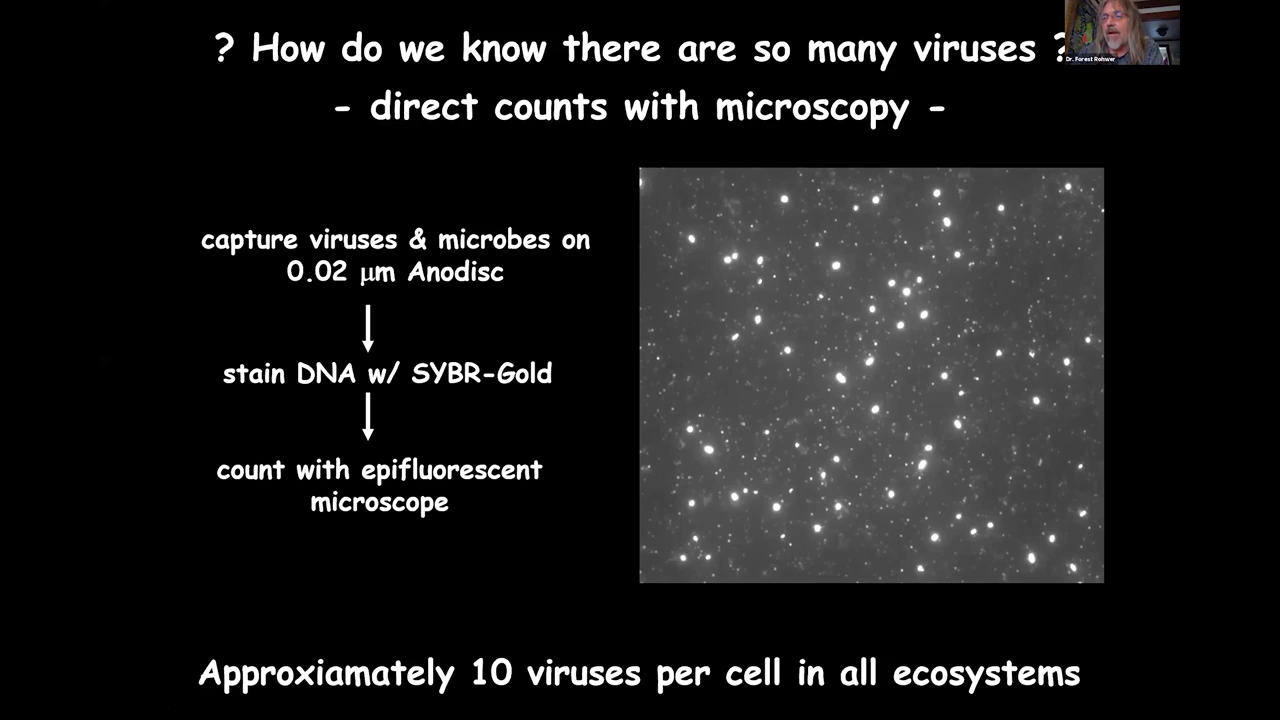 ? How do we know there are so many viruses ?
Dr. Forest Rohwer
- direct counts with microscopy -
capture viruses & microbes on
0.02 μm Anodisc
stain DNA w/ SYBR-Gold
count with epifluorescent
microscope
Approxiamately 10 viruses per cell in all ecosystems